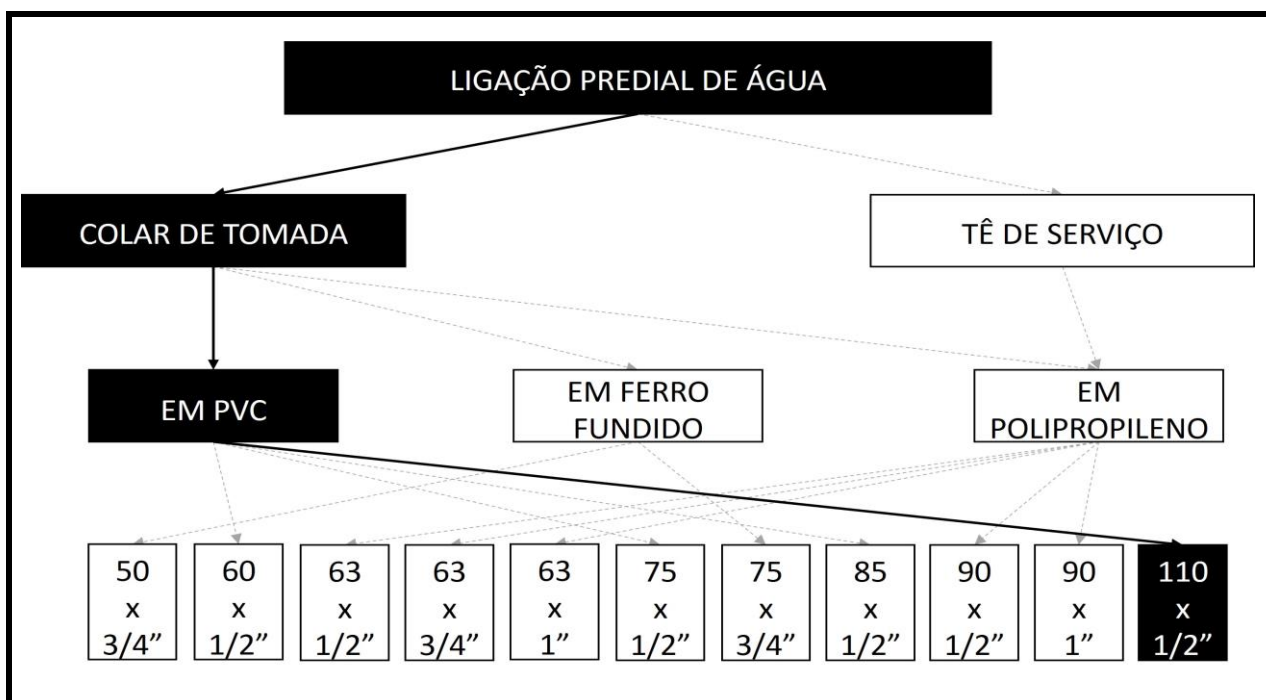 LIGAÇÃO PREDIAL DE ÁGUA
COLAR DE TOMADA
TÊ DE SERVIÇO
EM PVC
EM FERRO
FUNDIDO
EM
POLIPROPILENO
50
x
3/4”
60
x
1/2”
63
x
1/2”
63
x
3/4”
63
x
1”
75
x
1/2”
75
x
3/4”
85
x
1/2”
90
x
1/2”
90
x
1”
110
x
1/2”